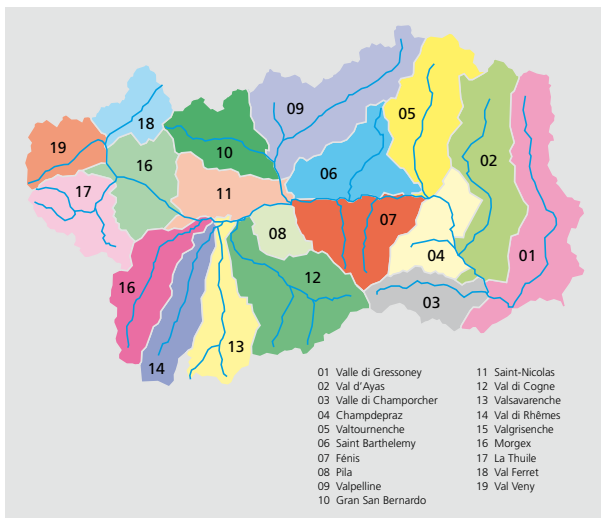 09
05
18
19
10
16
02
06
17
11
07
08
04
01
12
16
03
13
14
01 Valle di Gressoney
02 Val d'Ayas
03 Valle di Champorcher
04 Champdepraz
05 Valtournenche
06 Saint Barthelemy
07 Fénis
08 Pila
09 Valpelline
10 Gran San Bernardo
11 Saint-Nicolas
12 Val di Cogne
13 Valsavarenche
14 Val di Rhêmes
15 Valgrisenche
16 Morgex
17 La Thuile
18 Val Ferret
19 Val Veny